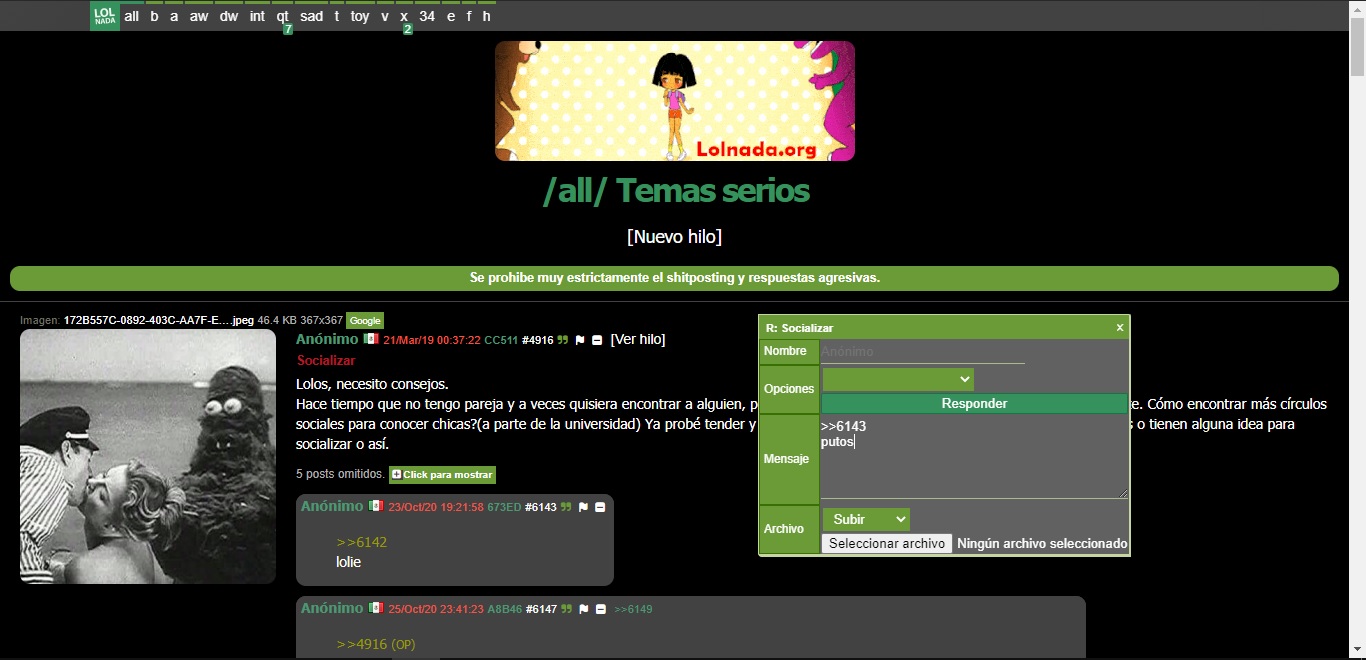 LOL NADA all b a aw dw int qt sad t toy v x 34 e f h
7 2
Lolnada.org
/all/ Temas serios
[Nuevo hilo]
Se prohibe muy estrictamente el shitposting y respuestas agresivas.
Imagen: 172B557C-0892-403C-AA7F-E....jpeg 46.4 KB 367x367 Google
Anónimo 21/Mar/19 00:37:22 CC511 #4916 [Ver hilo]
Socializar
Lolos, necesito consejos.
Hace tiempo que no tengo pareja y a veces quisiera encontrar a alguien, p
te. Cómo encontrar más círculos
sociales para conocer chicas?(a parte de la universidad) Ya probé tender y
s o tienen alguna idea para
socializar o así.
5 posts omitidos. Click para mostrar
Anónimo 23/Oct/20 19:21:58 673ED #6143
>>6142
lolie
Anónimo 25/Oct/20 23:41:23 A8B46 #6147 >>6149
>>4916 (OP)
R: Socializar ×
Nombre Anónimo
Opciones
Responder
Mensaje
>>6143
putos
Archivo Subir
Seleccionar archivo Ningún archivo seleccionado